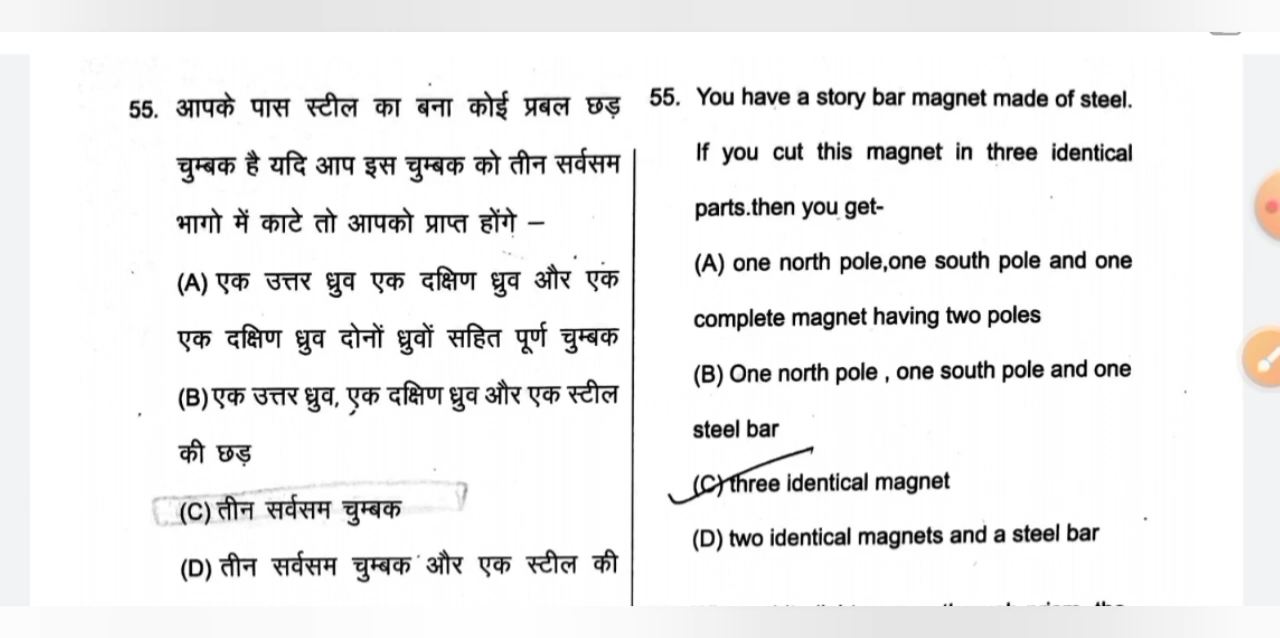 55. आपके पास स्टील का बना कोई प्रबल छड़
चुम्बक है यदि आप इस चुम्बक को तीन सर्वसम
भागो में काटे तो आपको प्राप्त होंगे –
(A) एक उत्तर ध्रुव एक दक्षिण ध्रुव और एक
एक दक्षिण ध्रुव दोनों ध्रुवों सहित पूर्ण चुम्बक
(B) एक उत्तर ध्रुव, एक दक्षिण ध्रुव और एक स्टील
की छड़
(C) तीन सर्वसम चुम्बक
(D) तीन सर्वसम चुम्बक और एक स्टील की
55. You have a story bar magnet made of steel.
If you cut this magnet in three identical
parts.then you get-
(A) one north pole,one south pole and one
complete magnet having two poles
(B) One north pole , one south pole and one
steel bar
(C) three identical magnet
(D) two identical magnets and a steel bar